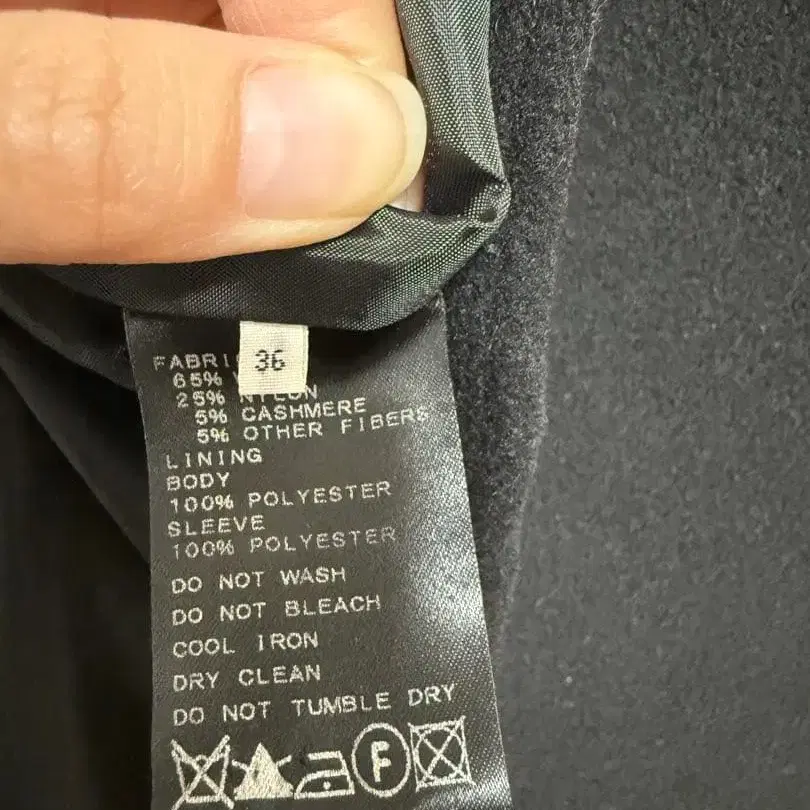 36
FABRI
65%
25% NYLON
5% CASHMERE
5% OTHER FIBERS
LINING
BODY
100% POLYESTER
SLEEVE
100% POLYESTER
DO NOT WASH
DO NOT BLEACH
COOL IRON
DRY CLEAN
DO NOT TUMBLE DRY
F